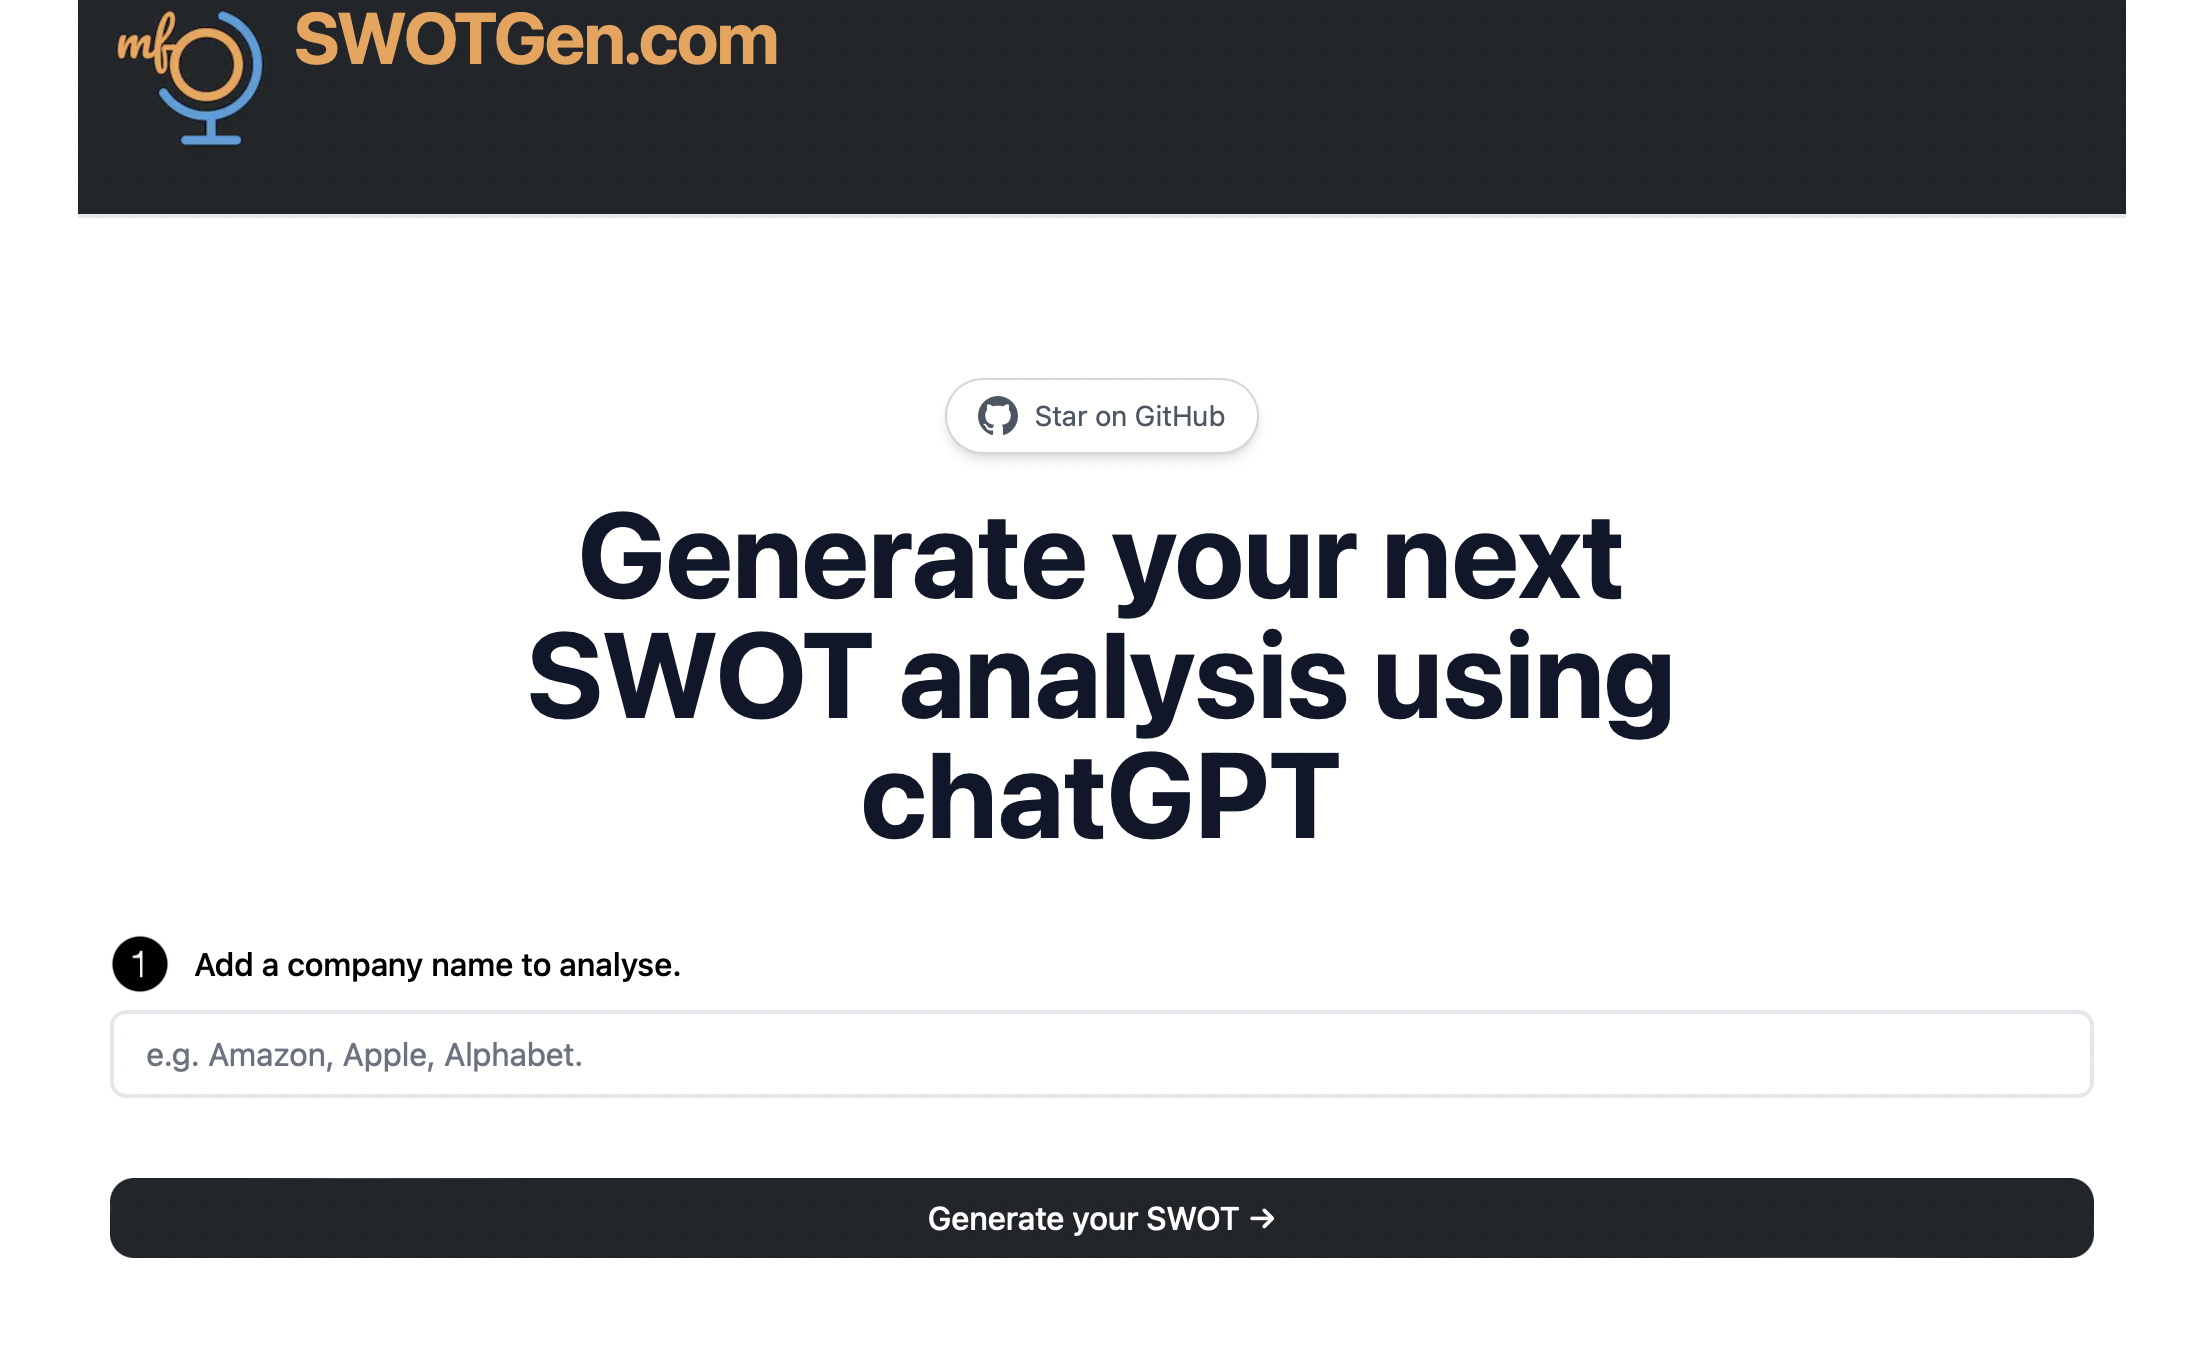 mf
SWOTGen.com
Star on GitHub
Generate your next
SWOT analysis using
chatGPT
1 Add a company name to analyse.
e.g. Amazon, Apple, Alphabet.
Generate your SWOT →